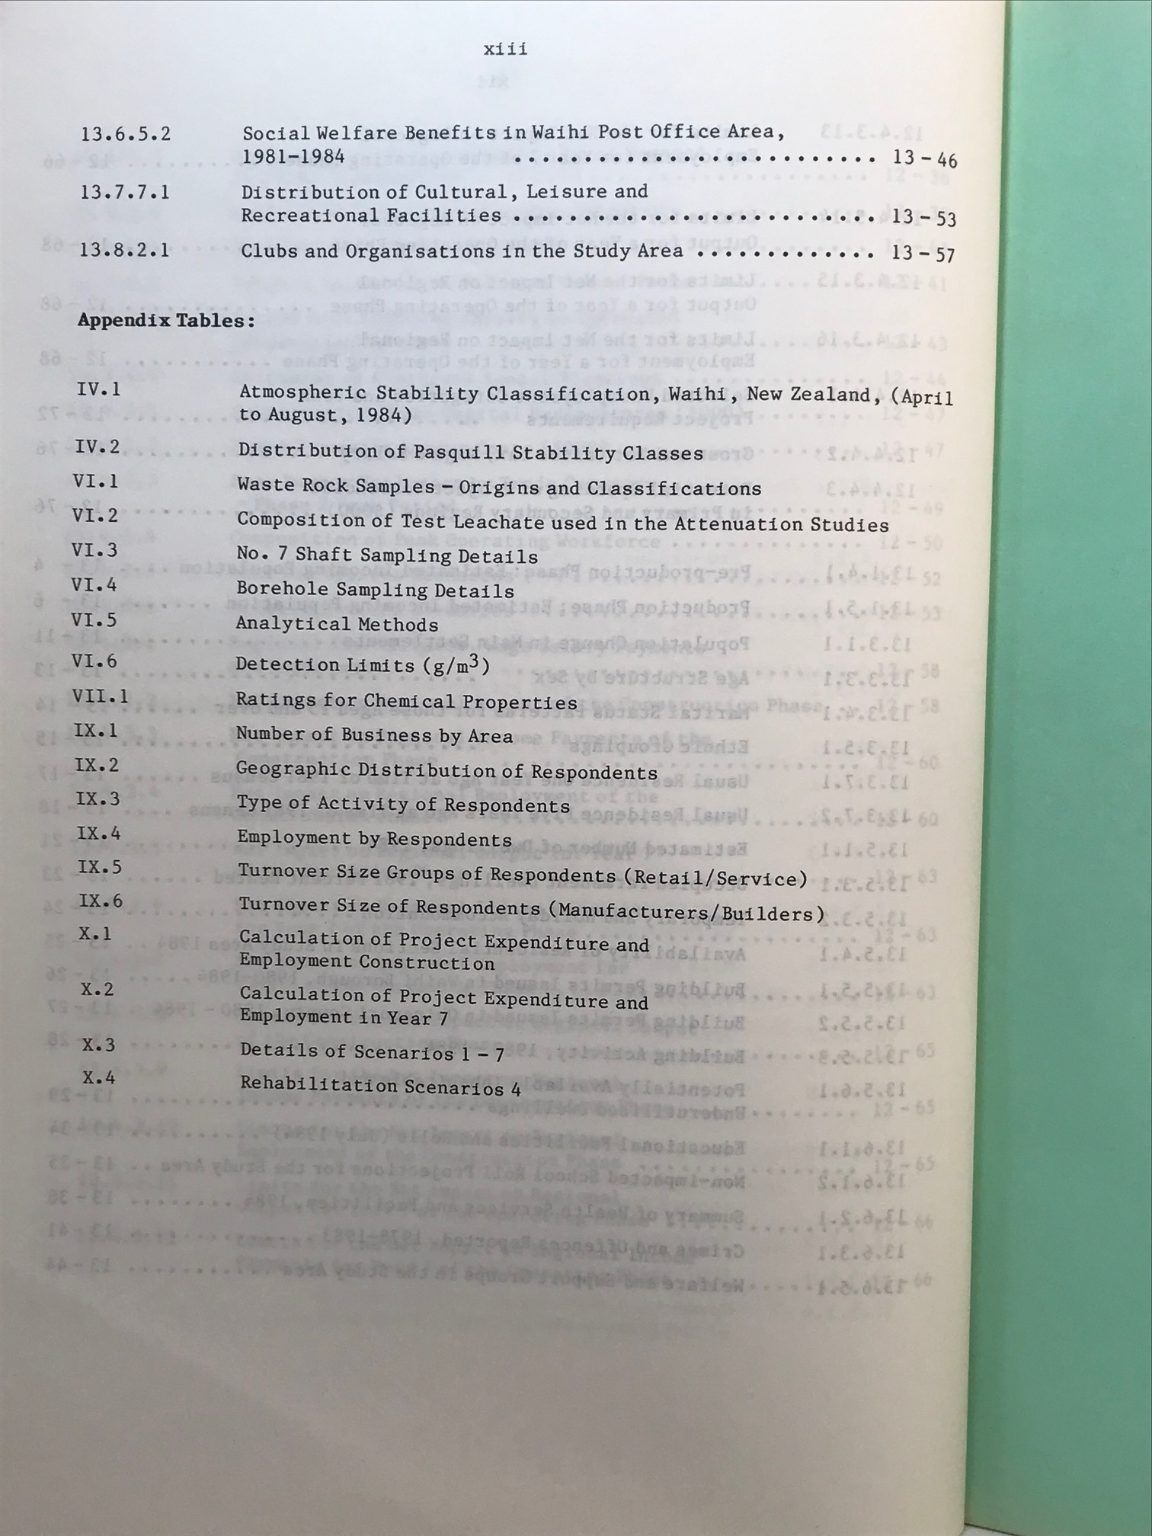 xiii
13.6.5.2 Social Welfare Benefits in Waihi Post Office Area,
1981-1984 .......................... 13 - 46
13.7.7.1 Distribution of Cultural, Leisure and
Recreational Facilities .......................... 13 - 53
13.8.2.1 Clubs and Organisations in the Study Area ............. 13 - 57
Appendix Tables:
IV.1 Atmospheric Stability Classification, Waihi, New Zealand, (April
to August, 1984)
IV.2 Distribution of Pasquill Stability Classes
VI.1 Waste Rock Samples - Origins and Classifications
VI.2 Composition of Test Leachate used in the Attenuation Studies
VI.3 No. 7 Shaft Sampling Details
VI.4 Borehole Sampling Details
VI.5 Analytical Methods
VI.6 Detection Limits (g/m3)
VII.1 Ratings for Chemical Properties
IX.1 Number of Business by Area
IX.2 Geographic Distribution of Respondents
IX.3 Type of Activity of Respondents
IX.4 Employment by Respondents
IX.5 Turnover Size Groups of Respondents (Retail/Service)
IX.6 Turnover Size of Respondents (Manufacturers/Builders)
X.1 Calculation of Project Expenditure and
Employment Construction
X.2 Calculation of Project Expenditure and
Employment in Year 7
X.3 Details of Scenarios 1 - 7
X.4 Rehabilitation Scenarios 4